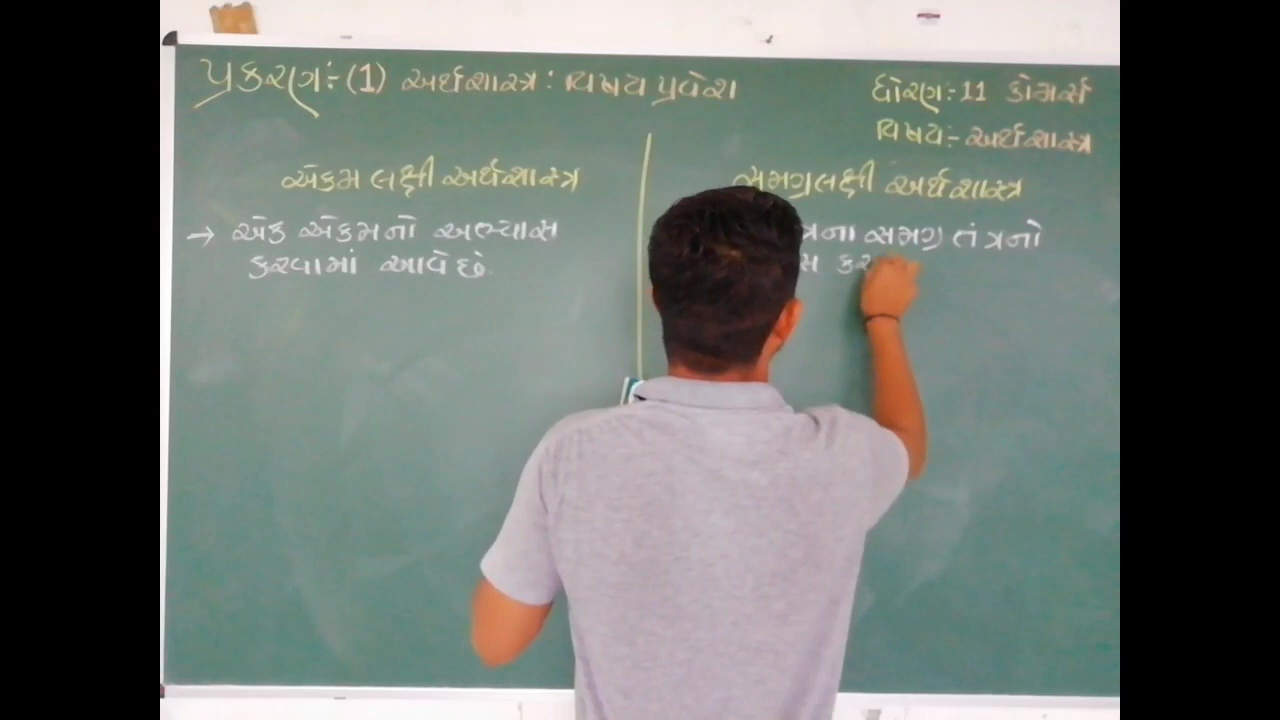 પ્રકરણ:- (1) અર્થશાસ્ત્ર : વિષય પ્રવેશ
ધોરણ:- 11 કોમર્સ
વિષય:- અર્થશાસ્ત્ર
એકમ લક્ષી અર્થશાસ્ત્ર
→ એક એકમનો અભ્યાસ
કરવામાં આવે છે.
સમગ્રલક્ષી અર્થશાસ્ત્ર
સમગ્ર તંત્રનો